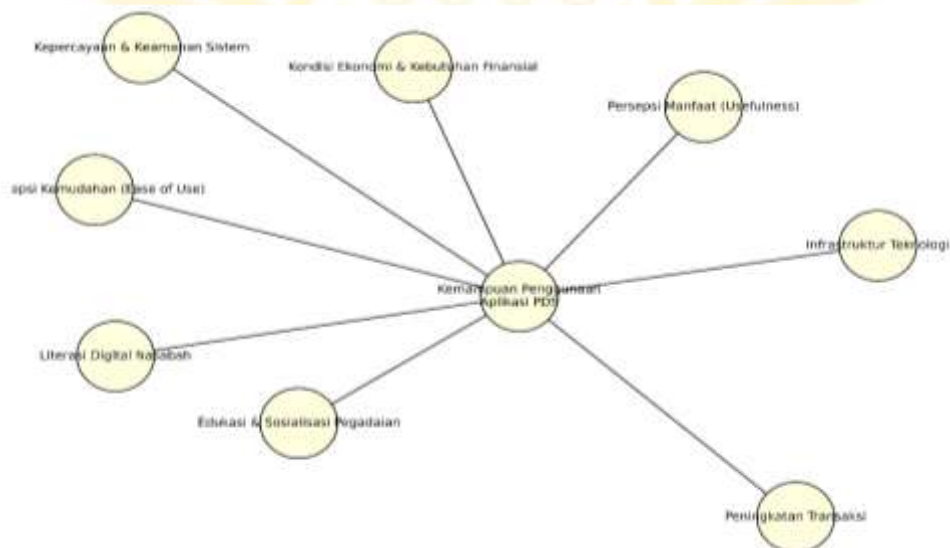 Kepercayaan & Keamanan Sistem
Kondisi Ekonomi & Kebutuhan Finansial
Persepsi Manfaat (Usefulness)
epsi Kemudahan (Ease of Use)
Infrastruktur Teknologi
Kemampuan Penggunaan
Aplikasi PDS
Literasi Digital Nasabah
Edukasi & Sosialisasi Pegadaian
Peningkatan Transaksi